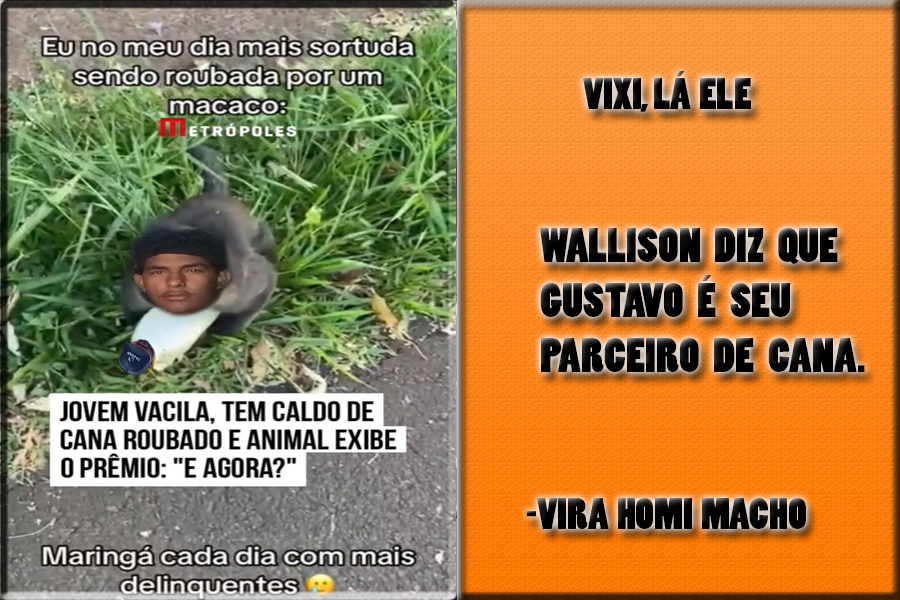 Eu no meu dia mais sortuda
sendo roubada por um
macaco:
METRÓPOLES
JOVEM VACILA, TEM CALDO DE
CANA ROUBADO E ANIMAL EXIBE
O PRÊMIO: "E AGORA?"
Maringá cada dia com mais
delinquentes 🥲
VIXI, LÁ ELE
WALLISON DIZ QUE
GUSTAVO É SEU
PARCEIRO DE CANA.
-VIRA HOMI MACHO